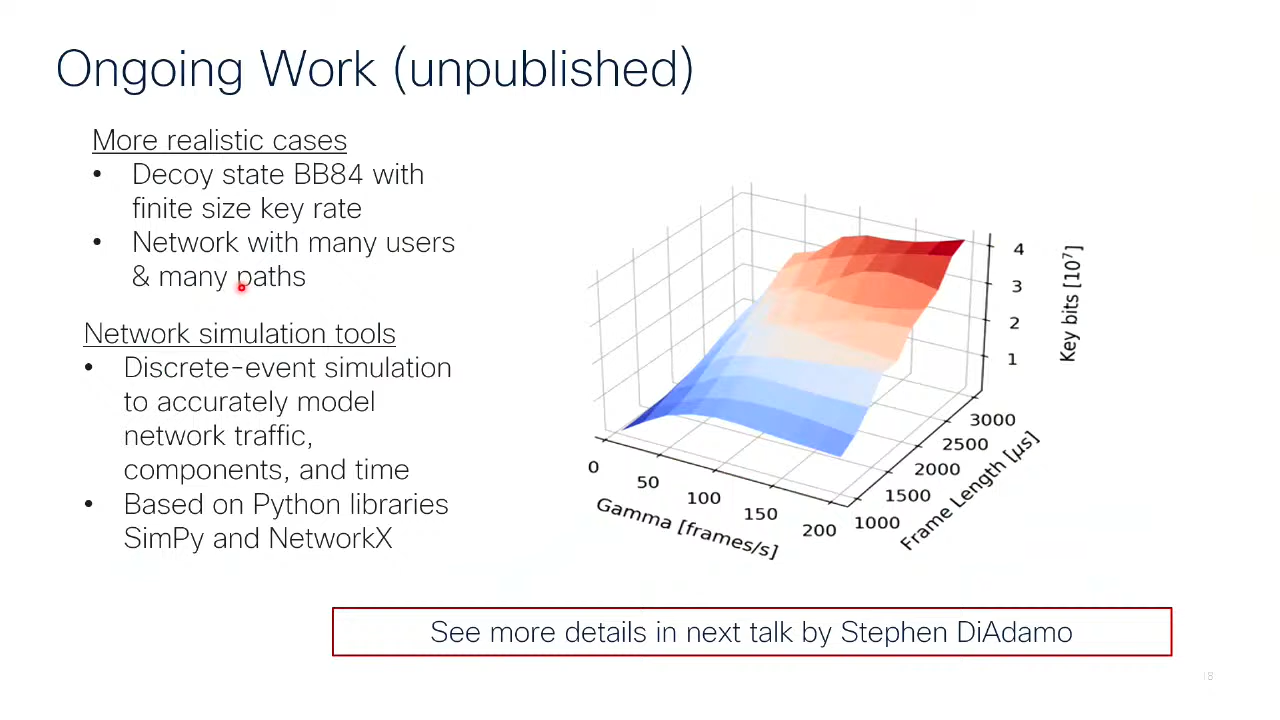 Ongoing Work (unpublished)
More realistic cases
• Decoy state BB84 with
finite size key rate
• Network with many users
& many paths
Network simulation tools
• Discrete-event simulation
to accurately model
network traffic,
components, and time
• Based on Python libraries
SimPy and NetworkX
4
3
2
1
Key bits [10⁷]
3000
2500
2000
1500
1000
Frame Length [μs]
0
50
100
150
200
Gamma [frames/s]
See more details in next talk by Stephen DiAdamo
18